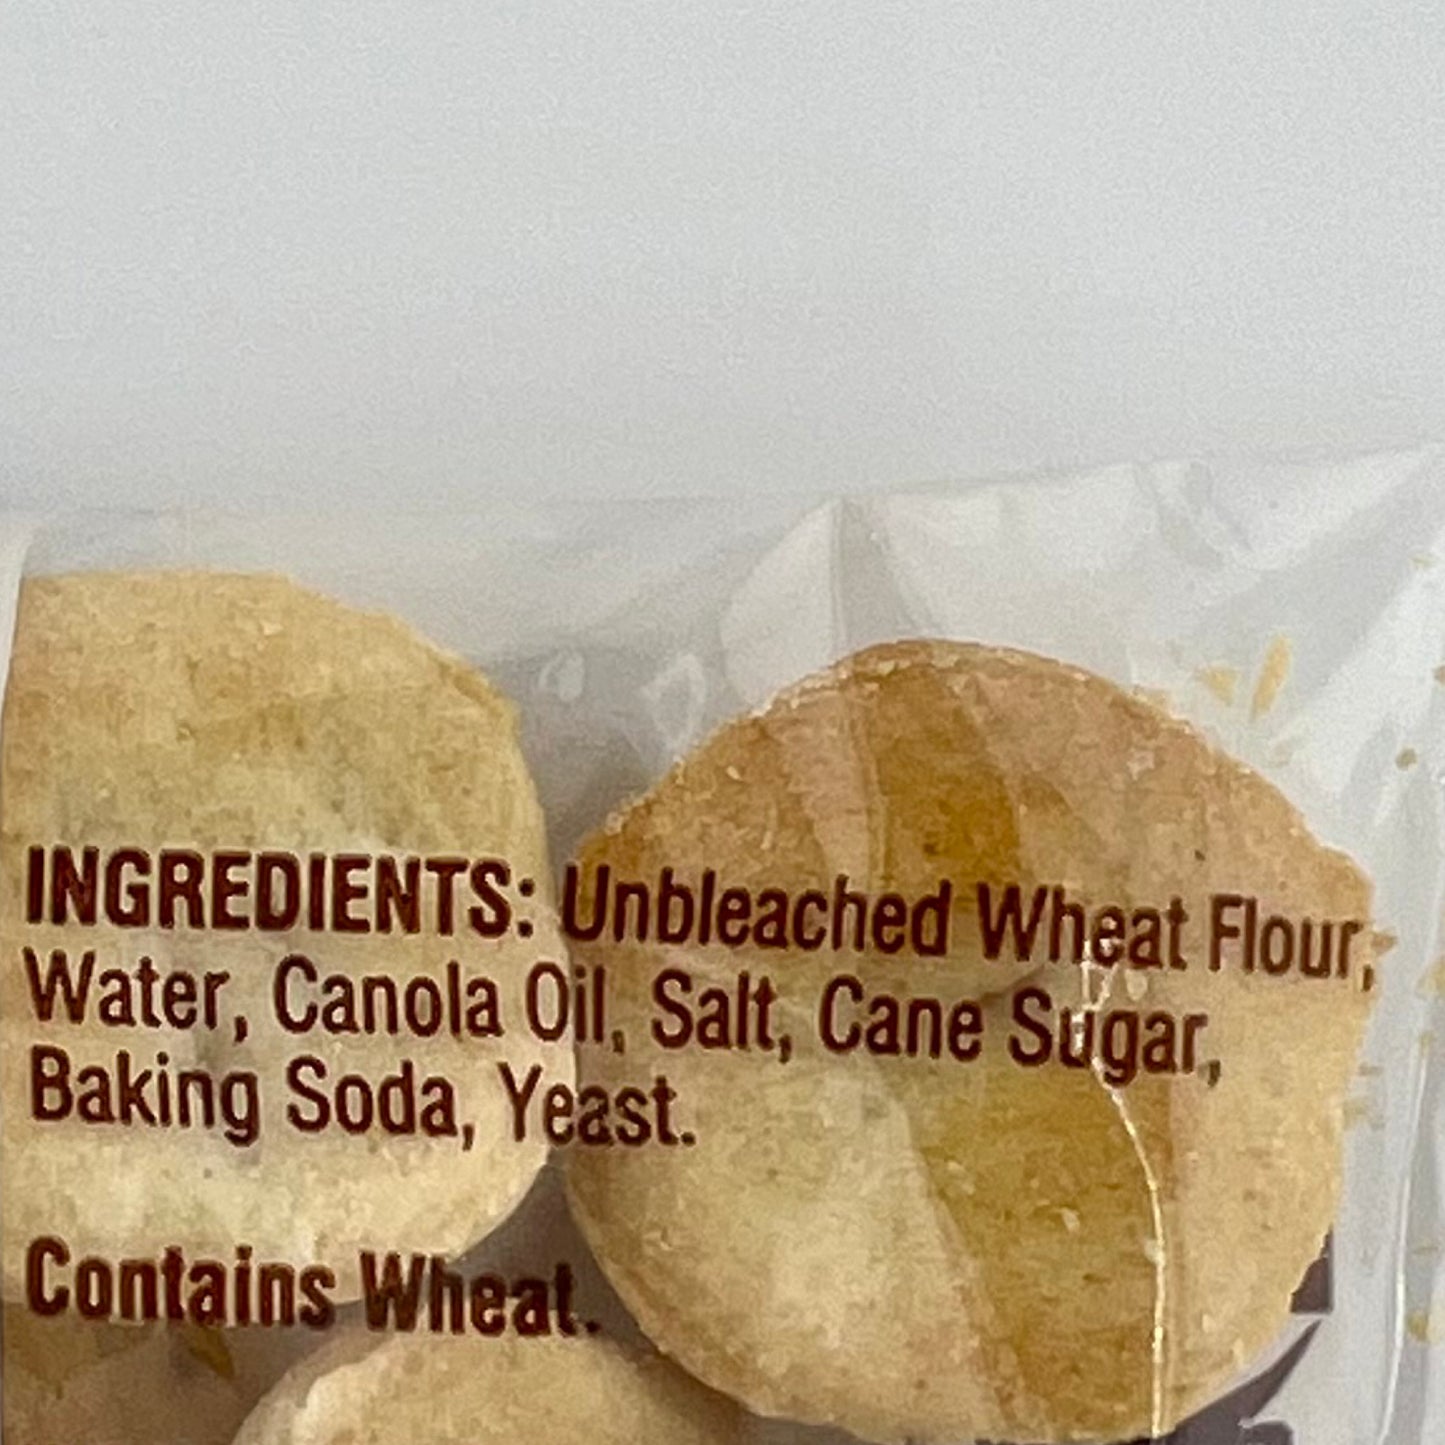 INGREDIENTS: Unbleached Wheat Flour,
Water, Canola Oil, Salt, Cane Sugar,
Baking Soda, Yeast.
Contains Wheat.